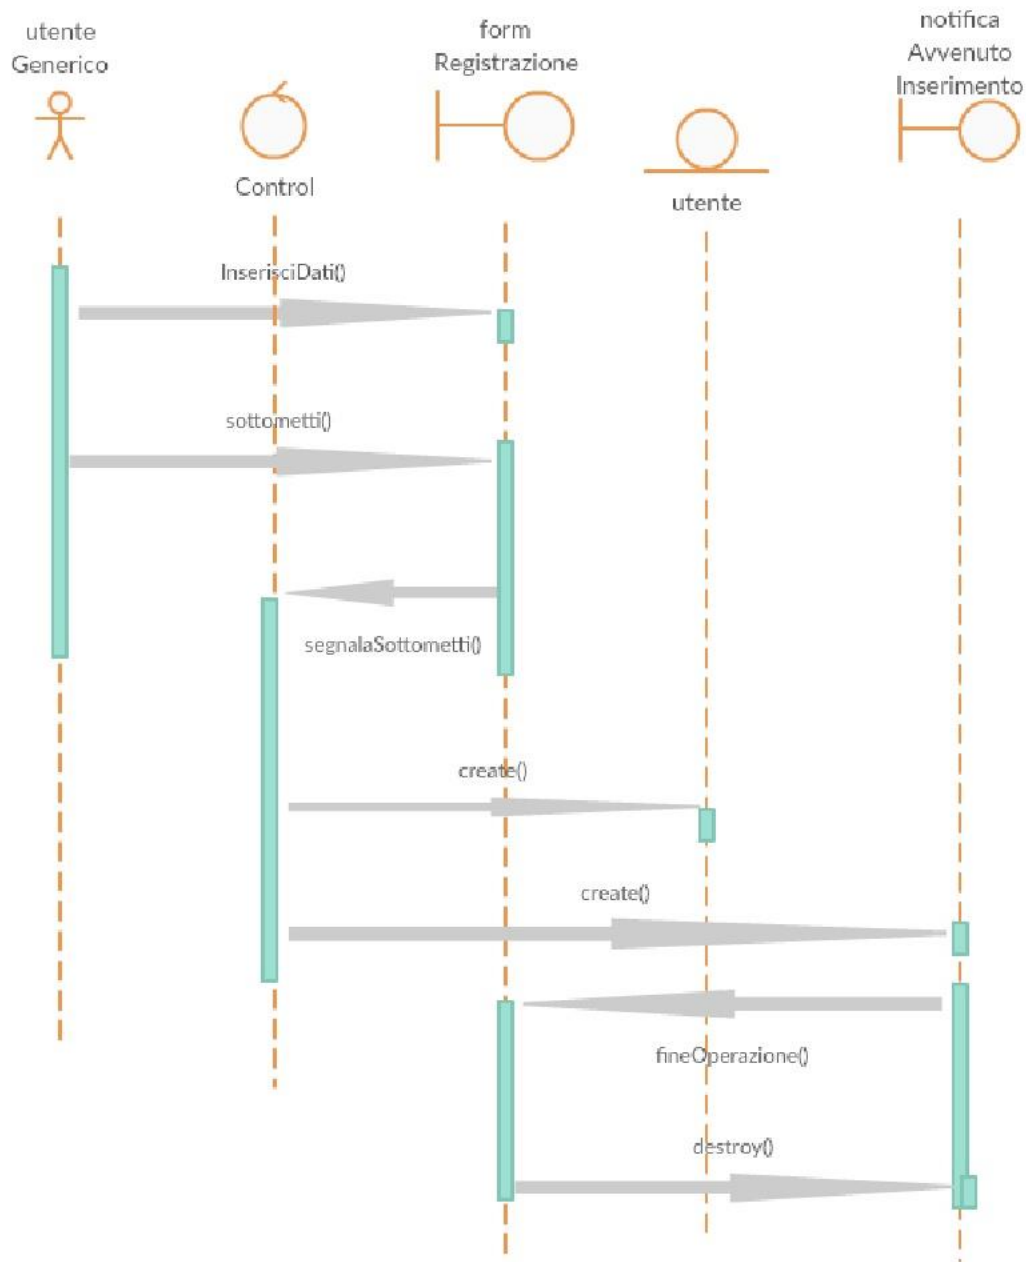 utente
Generico
Control
form
Registrazione
utente
notifica
Avvenuto
Inserimento
InserisciDati()
sottometti()
segnalaSottometti()
create()
create()
fineOperazione()
destroy()